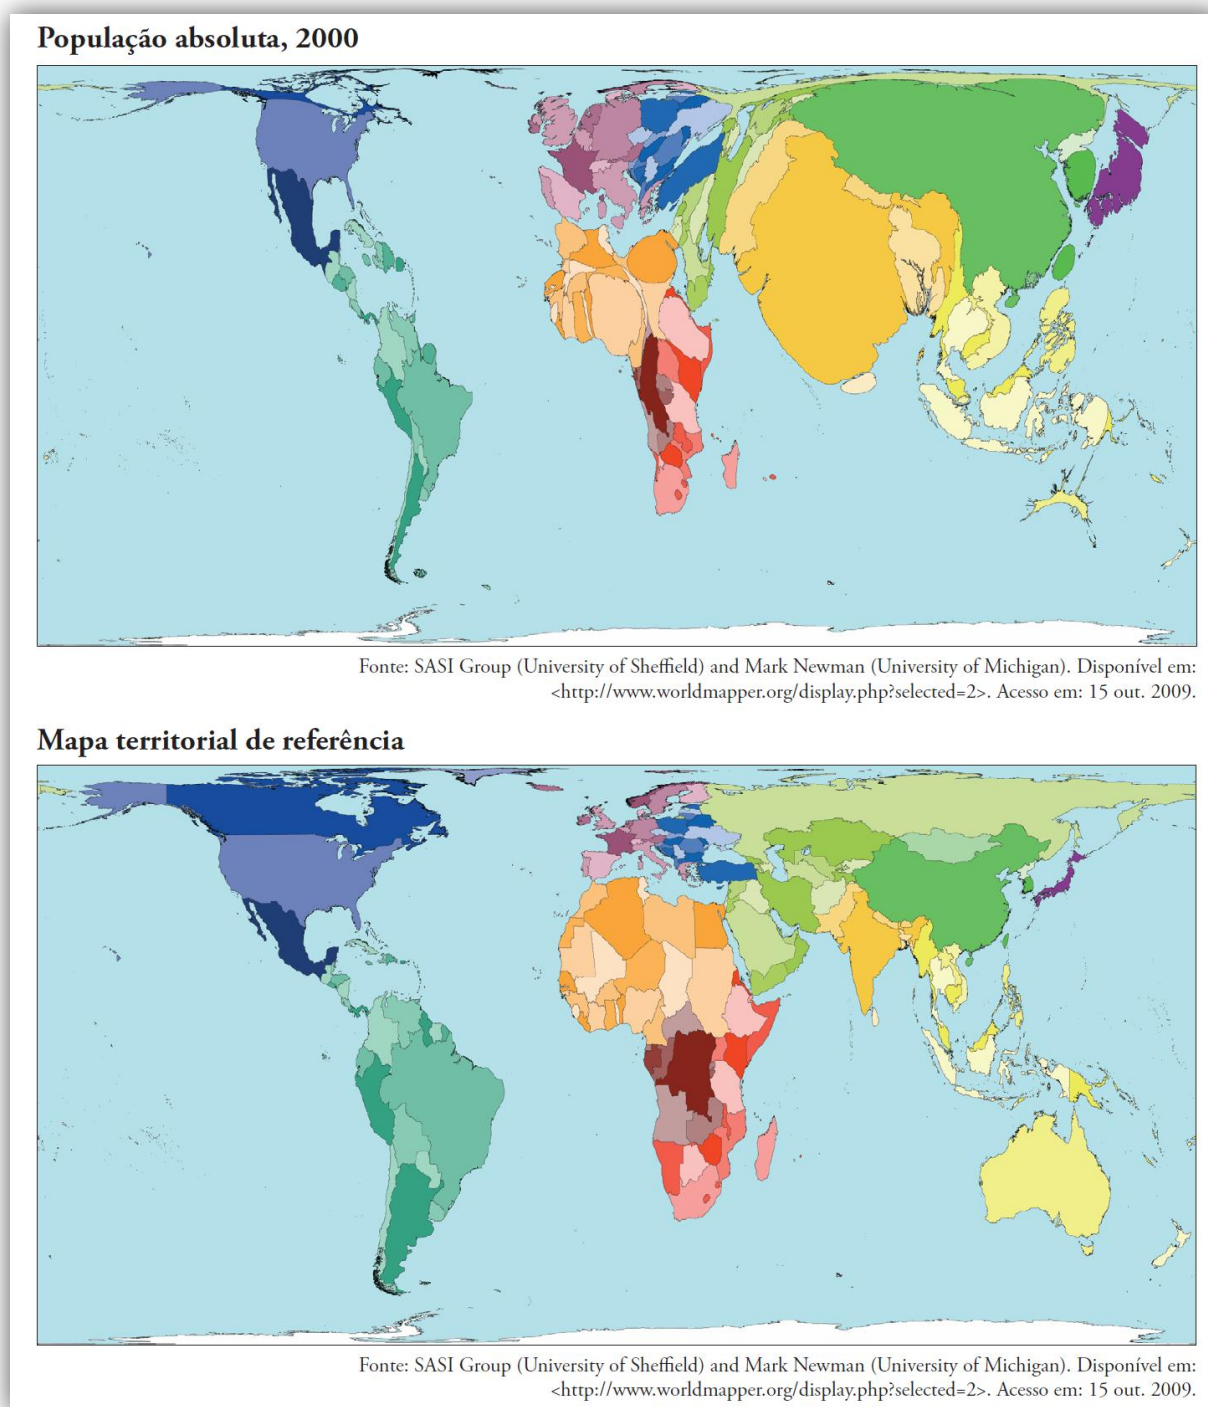 População absoluta, 2000
Fonte: SASI Group (University of Sheffield) and Mark Newman (University of Michigan). Disponível em:
<http://www.worldmapper.org/display.php?selected=2>. Acesso em: 15 out. 2009.
Mapa territorial de referência
Fonte: SASI Group (University of Sheffield) and Mark Newman (University of Michigan). Disponível em:
<http://www.worldmapper.org/display.php?selected=2>. Acesso em: 15 out. 2009.